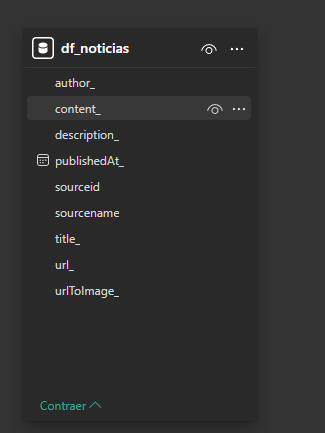 df_noticias
author_
content_
description_
publishedAt_
sourceid
sourcename
title_
url_
urlToImage_
Contraer